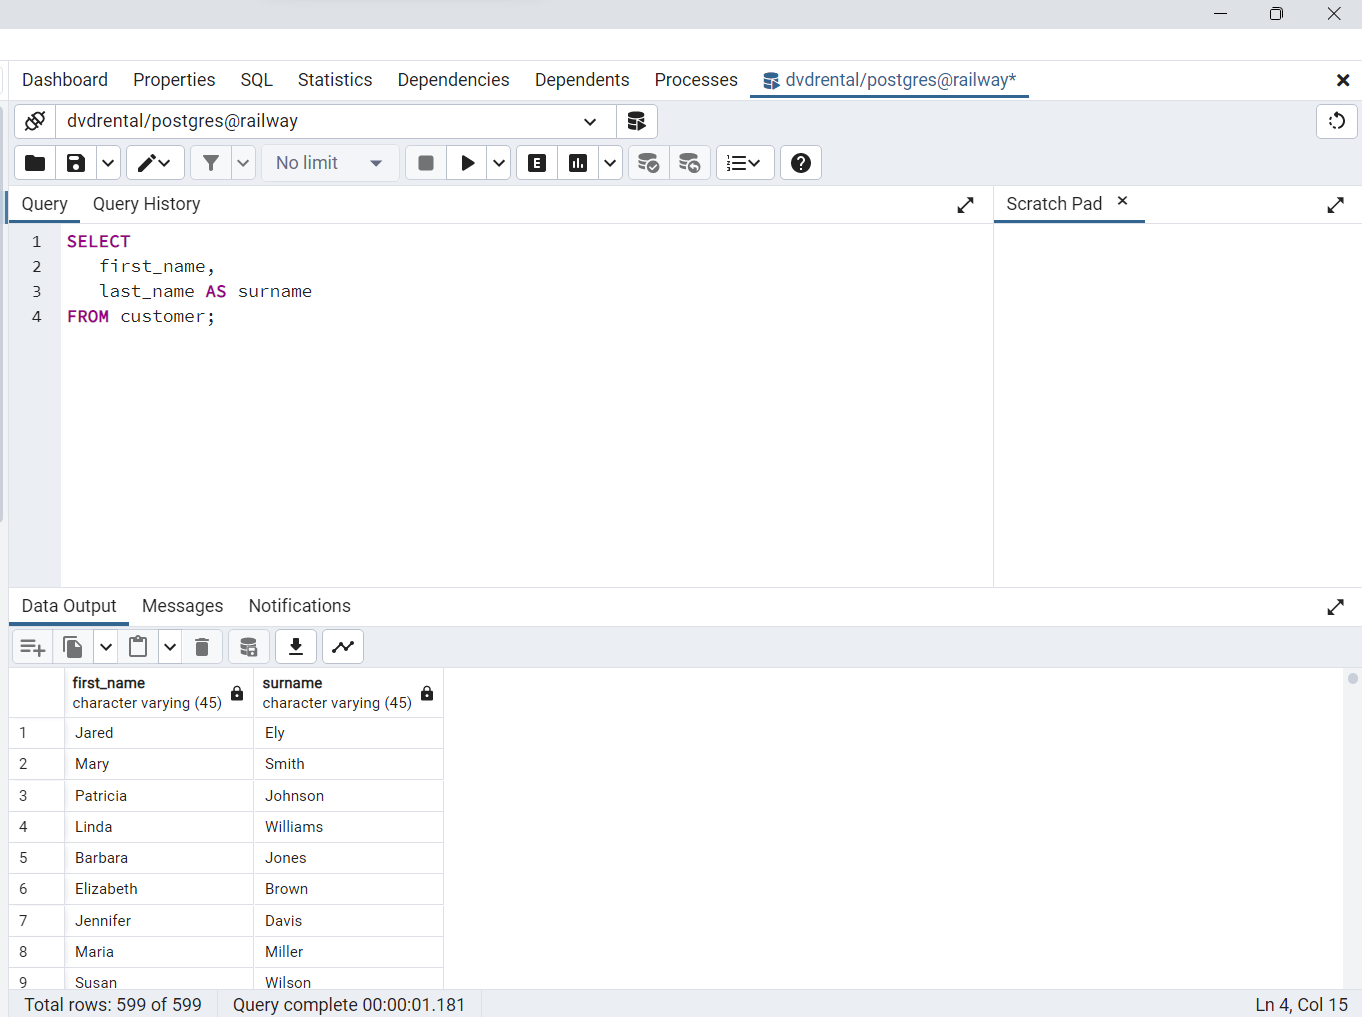 Dashboard Properties SQL Statistics Dependencies Dependents Processes dvdrental/postgres@railway*
dvdrental/postgres@railway
No limit E
Query Query History Scratch Pad
1 SELECT
2 first_name,
3 last_name AS surname
4 FROM customer;
Data Output Messages Notifications
first_name surname
character varying (45) character varying (45)
1 Jared Ely
2 Mary Smith
3 Patricia Johnson
4 Linda Williams
5 Barbara Jones
6 Elizabeth Brown
7 Jennifer Davis
8 Maria Miller
9 Susan Wilson
Total rows: 599 of 599 Query complete 00:00:01.181 Ln 4, Col 15